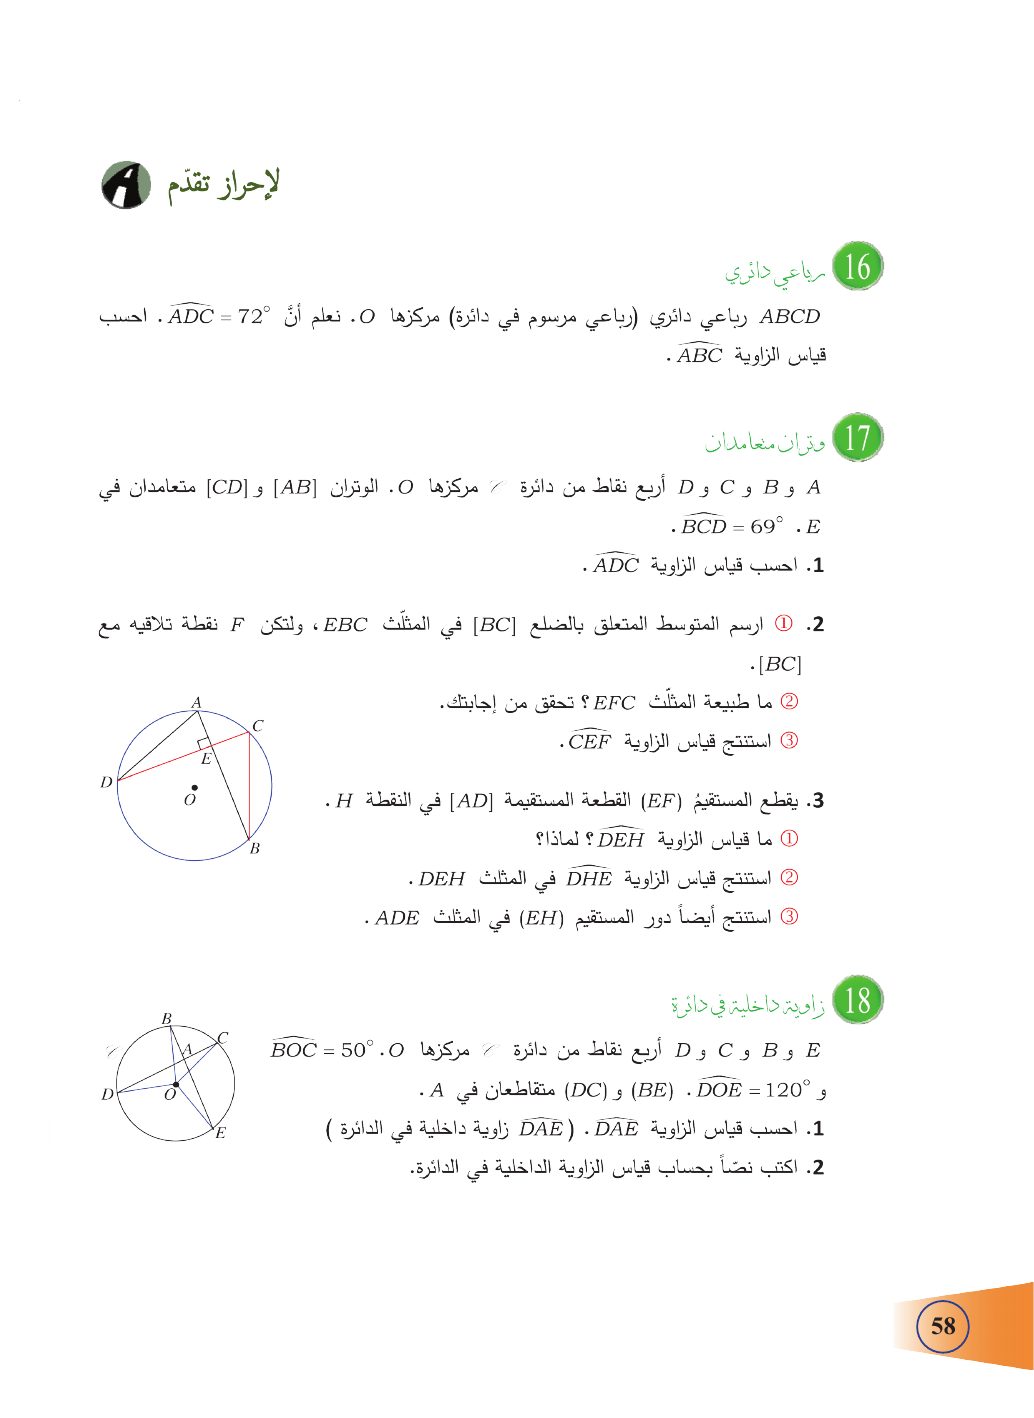 لإحراز تقدّم
16 رباعي دائري
ABCD رباعي دائري (رباعي مرسوم في دائرة) مركزها O. نعلم أنَّ ADC = 72°. احسب
قياس الزاوية ABC.
17 وتران متعامدان
A و B و C و D أربع نقاط من دائرة C مركزها O. الوتران [AB] و [CD] متعامدان في
E. BCD = 69°.
1. احسب قياس الزاوية ADC.
2. ① ارسم المتوسط المتعلق بالضلع [BC] في المثلّث EBC، ولتكن F نقطة تلاقيه مع
[BC].
② ما طبيعة المثلّث EFC؟ تحقق من إجابتك.
③ استنتج قياس الزاوية CEF.
A
C
E
D
O
B
3. يقطع المستقيمُ (EF) القطعة المستقيمة [AD] في النقطة H.
① ما قياس الزاوية DEH؟ لماذا؟
② استنتج قياس الزاوية DHE في المثلث DEH.
③ استنتج أيضاً دور المستقيم (EH) في المثلث ADE.
18 زاوية داخلية في دائرة
E و B و C و D أربع نقاط من دائرة C مركزها O. BOC = 50°
و DOE = 120°. (BE) و (DC) متقاطعان في A.
1. احسب قياس الزاوية DAE. (DAE زاوية داخلية في الدائرة)
2. اكتب نصّاً بحساب قياس الزاوية الداخلية في الدائرة.
B
C
A
C
D
O
E
58